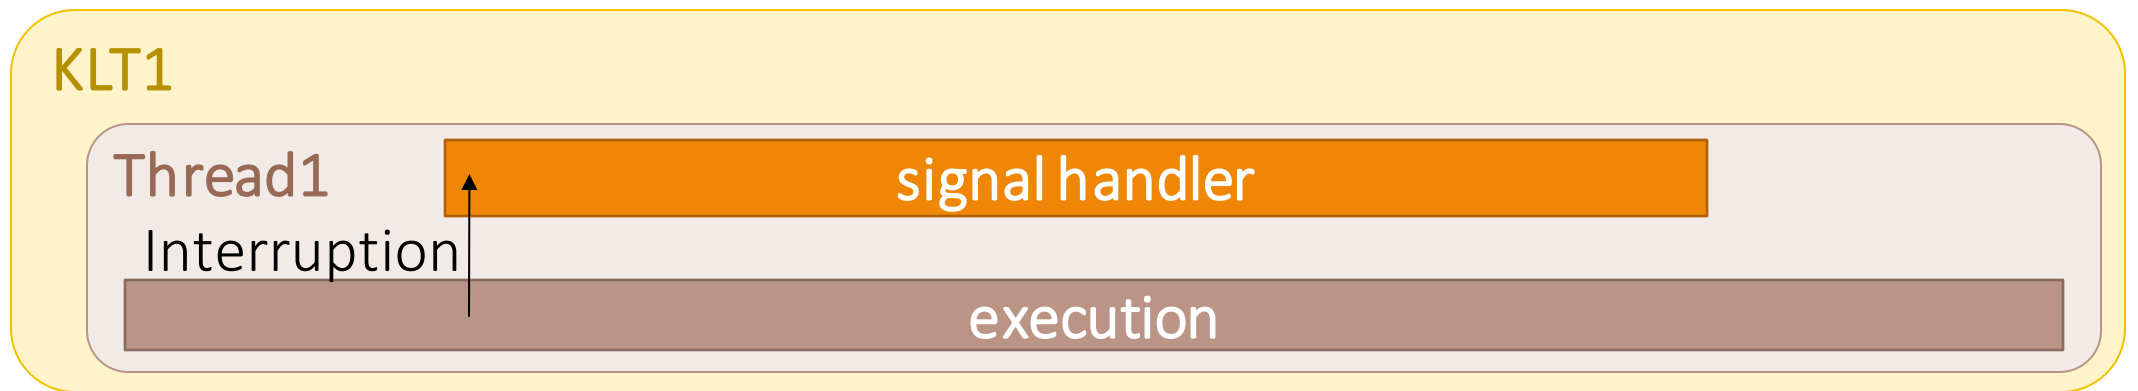 KLT1
Thread1
signal handler
Interruption
execution